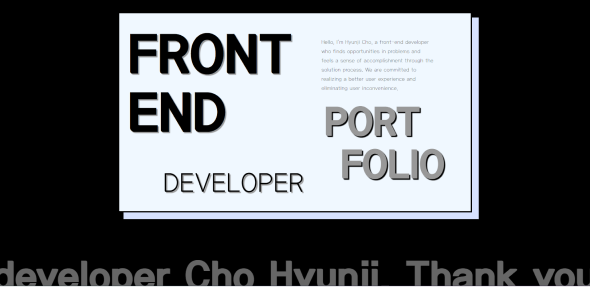 FRONT
END
DEVELOPER
Hello, I'm Hyunji Cho, a front-end developer
who finds opportunities in problems and
feels a sense of accomplishment through the
solution process. We are committed to
realizing a better user experience and
eliminating user inconvenience.
PORT
FOLIO
developer Cho Hyunji. Thank you